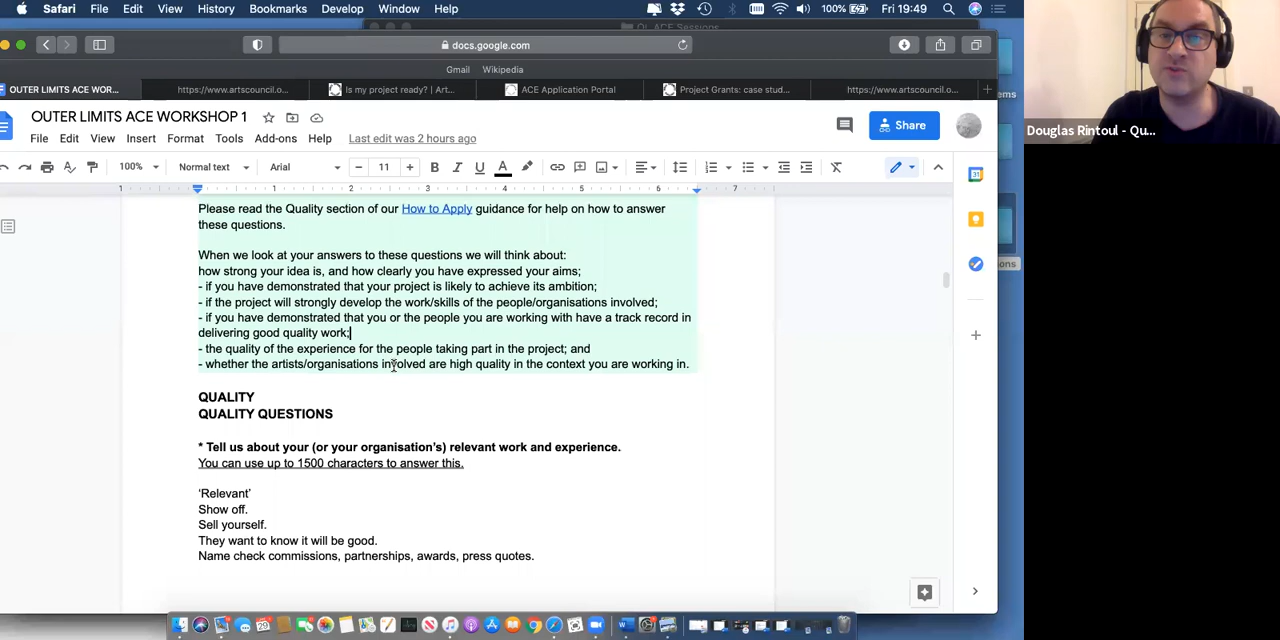 Safari File Edit View History Bookmarks Develop Window Help 100% Fri 19:49
docs.google.com
Gmail Wikipedia
OUTER LIMITS ACE WOR... https://www.artscouncil.o... Is my project ready? | Art... ACE Application Portal Project Grants: case stud... https://www.artscouncil.o...
OUTER LIMITS ACE WORKSHOP 1
File Edit View Insert Format Tools Add-ons Help Last edit was 2 hours ago
Share
100% Normal text Arial 11
1 1 2 3 4 5 6 7
Please read the Quality section of our How to Apply guidance for help on how to answer
these questions.
When we look at your answers to these questions we will think about:
how strong your idea is, and how clearly you have expressed your aims;
- if you have demonstrated that your project is likely to achieve its ambition;
- if the project will strongly develop the work/skills of the people/organisations involved;
- if you have demonstrated that you or the people you are working with have a track record in
delivering good quality work;
- the quality of the experience for the people taking part in the project; and
- whether the artists/organisations involved are high quality in the context you are working in.
QUALITY
QUALITY QUESTIONS
* Tell us about your (or your organisation's) relevant work and experience.
You can use up to 1500 characters to answer this.
'Relevant'
Show off.
Sell yourself.
They want to know it will be good.
Name check commissions, partnerships, awards, press quotes.
Douglas Rintoul - Qu...